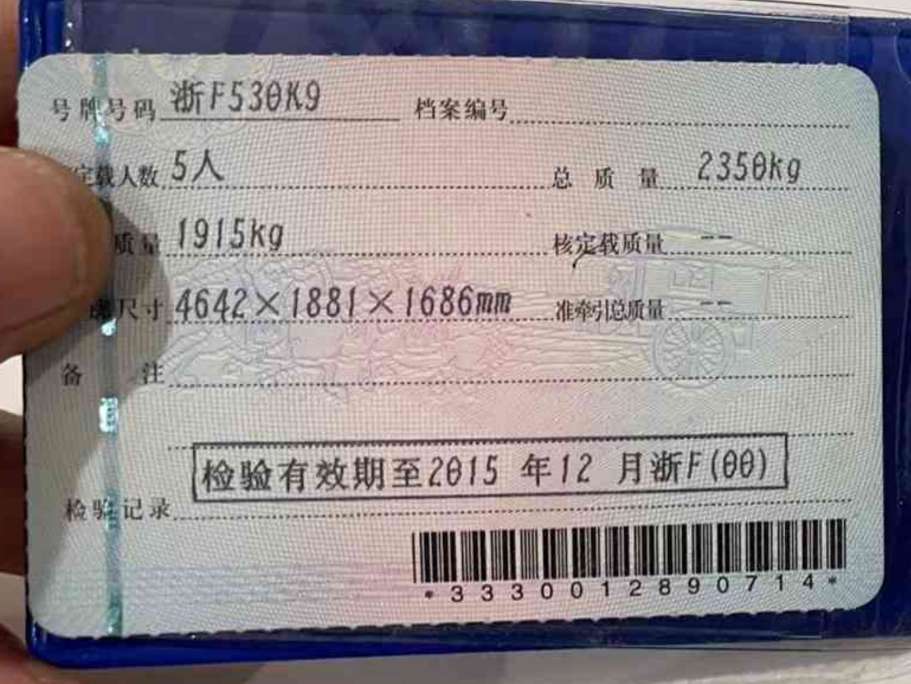 号牌号码 浙F530K9 档案编号
定载人数 5人 总质量 2350kg
质量 1915kg 核定载质量 --
尺寸 4642×1881×1686mm 准牵引总质量 --
备注
检验有效期至2015年12月浙F(00)
检验记录
*3330012890714*